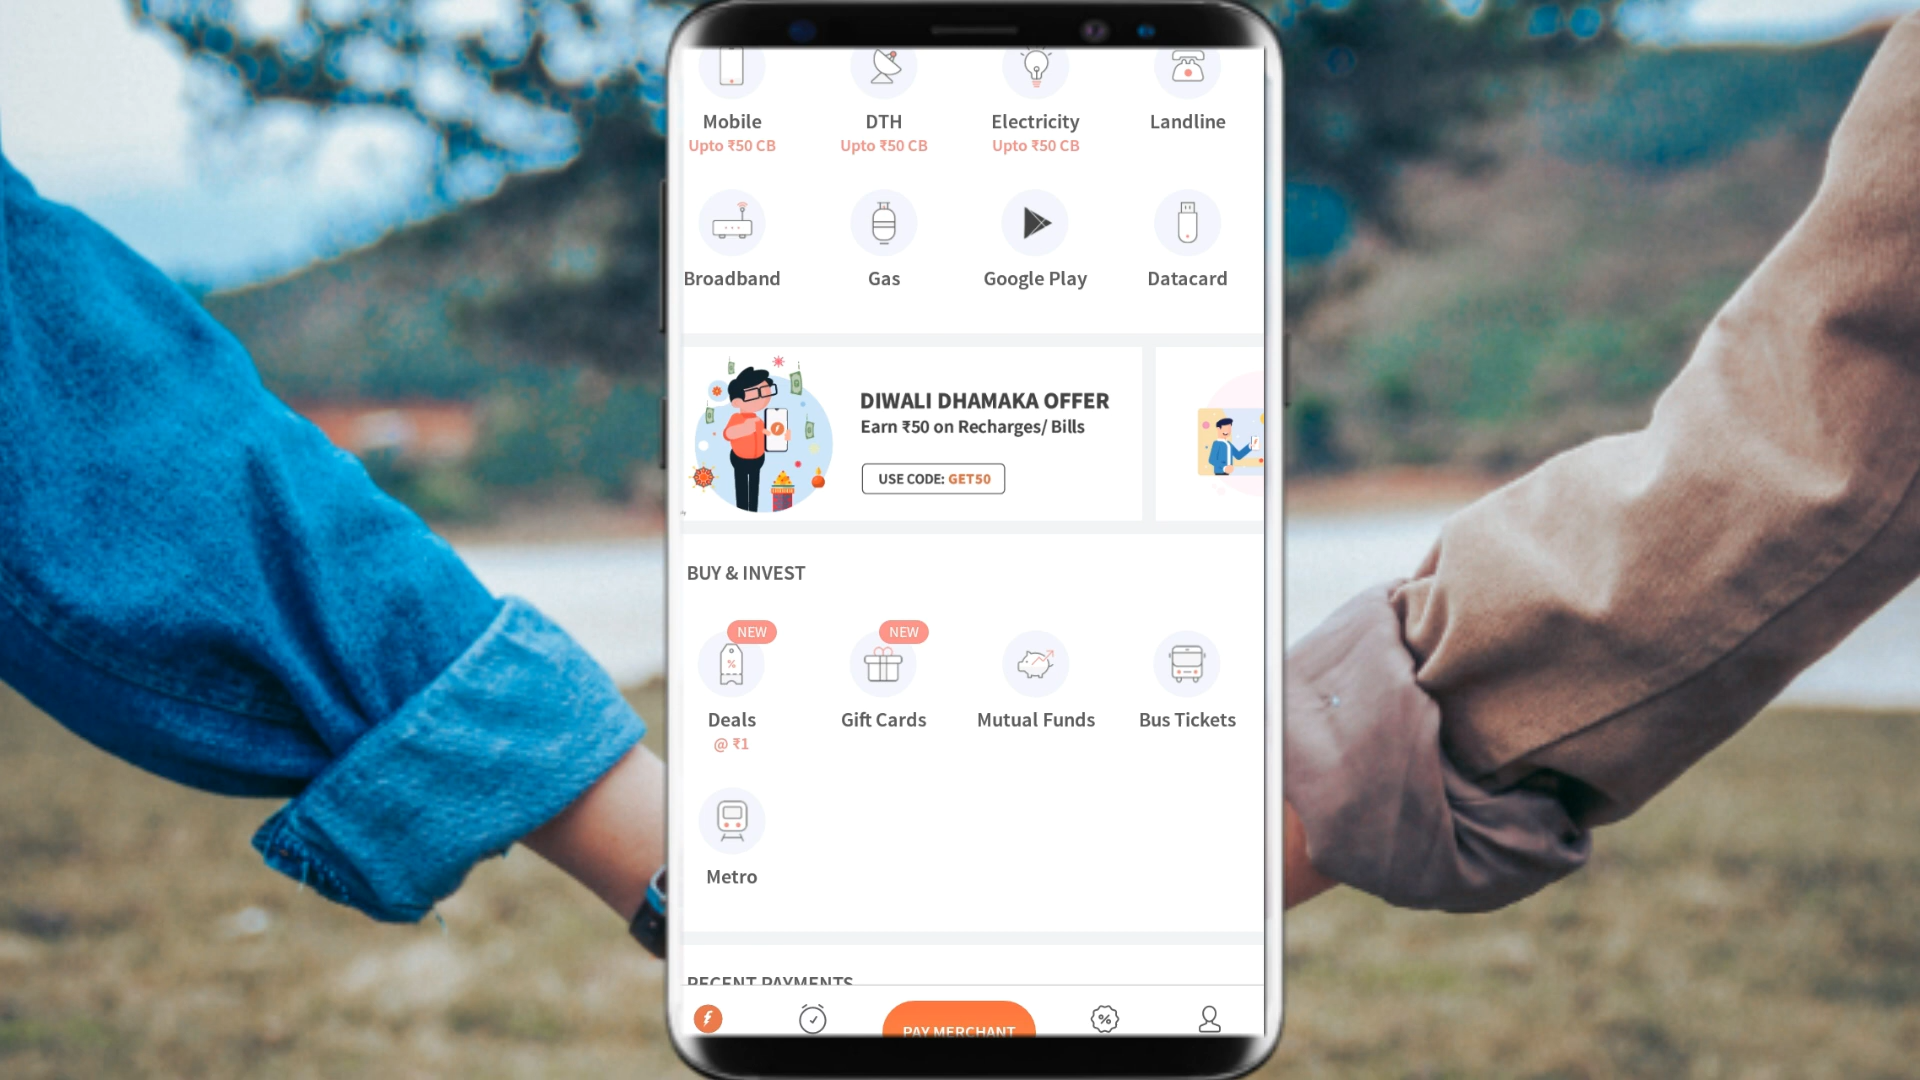 Mobile
DTH
Electricity
Landline
Upto ₹50 CB
Upto ₹50 CB
Upto ₹50 CB
Broadband
Gas
Google Play
Datacard
DIWALI DHAMAKA OFFER
Earn ₹50 on Recharges/ Bills
USE CODE: GET50
BUY & INVEST
NEW
NEW
%
Deals
Gift Cards
Mutual Funds
Bus Tickets
@ ₹1
Metro
RECENT PAYMENTS
%
PAY MERCHANT